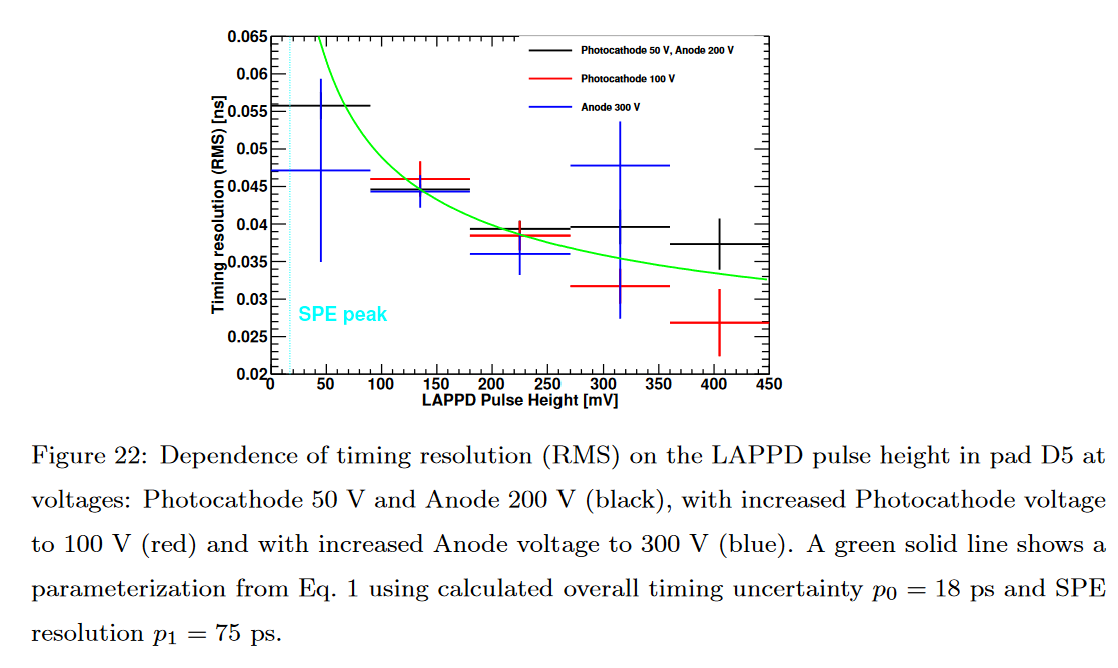 0.065
0.06
0.055
0.05
0.045
0.04
0.035
0.03
0.025
0.02
Timing resolution (RMS) [ns]
Photocathode 50 V, Anode 200 V
Photocathode 100 V
Anode 300 V
SPE peak
0 50 100 150 200 250 300 350 400 450
LAPPD Pulse Height [mV]
Figure 22: Dependence of timing resolution (RMS) on the LAPPD pulse height in pad D5 at
voltages: Photocathode 50 V and Anode 200 V (black), with increased Photocathode voltage
to 100 V (red) and with increased Anode voltage to 300 V (blue). A green solid line shows a
parameterization from Eq. 1 using calculated overall timing uncertainty p₀ = 18 ps and SPE
resolution p₁ = 75 ps.